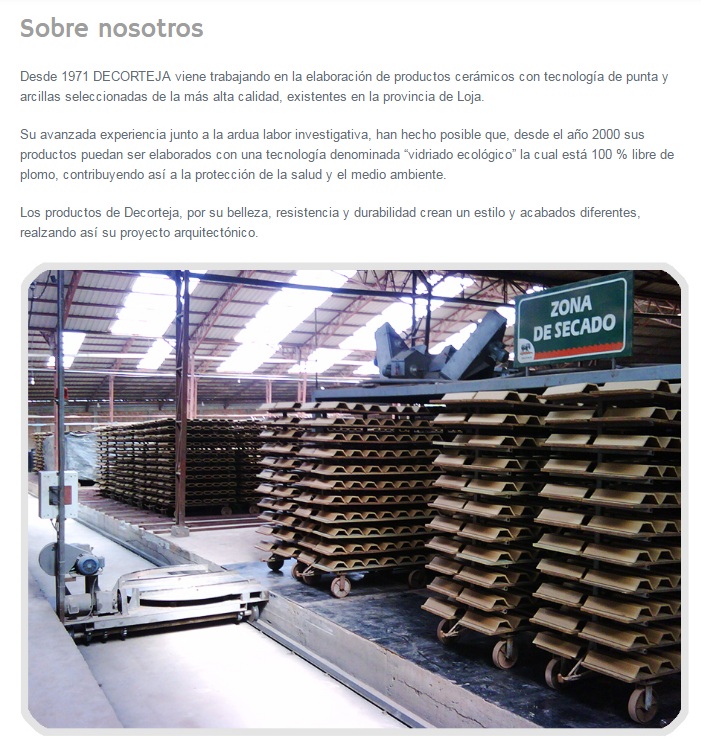 Sobre nosotros
Desde 1971 DECORTEJA viene trabajando en la elaboración de productos cerámicos con tecnología de punta y
arcillas seleccionadas de la más alta calidad, existentes en la provincia de Loja.
Su avanzada experiencia junto a la ardua labor investigativa, han hecho posible que, desde el año 2000 sus
productos puedan ser elaborados con una tecnología denominada “vidriado ecológico” la cual está 100 % libre de
plomo, contribuyendo así a la protección de la salud y el medio ambiente.
Los productos de Decorteja, por su belleza, resistencia y durabilidad crean un estilo y acabados diferentes,
realzando así su proyecto arquitectónico.
ZONA
DE SECADO